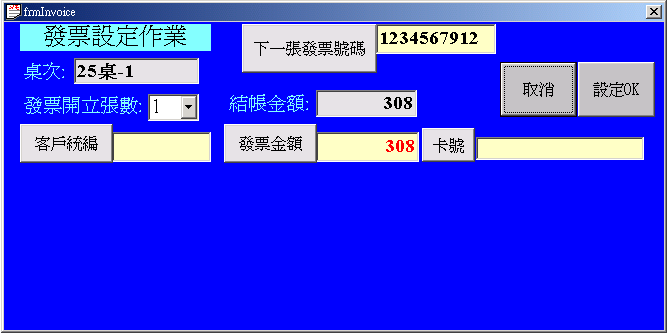 frmInvoice
發票設定作業
下一張發票號碼 1234567912
桌次: 25桌-1
取消 設定OK
發票開立張數: 1 結帳金額: 308
客戶統編 發票金額 308 卡號